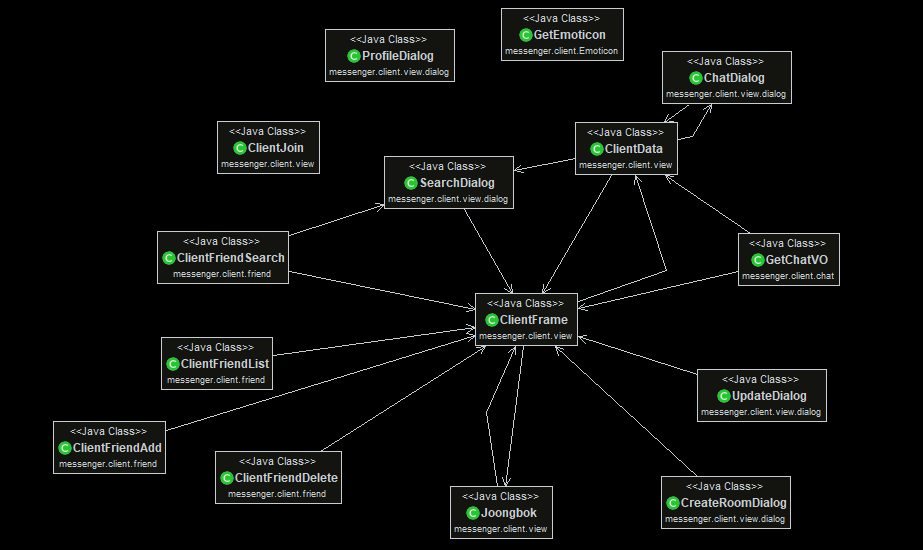 <<Java Class>>
GetEmoticon
messenger.client.Emoticon
<<Java Class>>
ProfileDialog
messenger.client.view.dialog
<<Java Class>>
ChatDialog
messenger.client.view.dialog
<<Java Class>>
ClientJoin
messenger.client.view
<<Java Class>>
ClientData
messenger.client.view
<<Java Class>>
SearchDialog
messenger.client.view.dialog
<<Java Class>>
ClientFriendSearch
messenger.client.friend
<<Java Class>>
GetChatVO
messenger.client.chat
<<Java Class>>
ClientFrame
messenger.client.view
<<Java Class>>
ClientFriendList
messenger.client.friend
<<Java Class>>
UpdateDialog
messenger.client.view.dialog
<<Java Class>>
ClientFriendAdd
messenger.client.friend
<<Java Class>>
ClientFriendDelete
messenger.client.friend
<<Java Class>>
Joongbok
messenger.client.view
<<Java Class>>
CreateRoomDialog
messenger.client.view.dialog